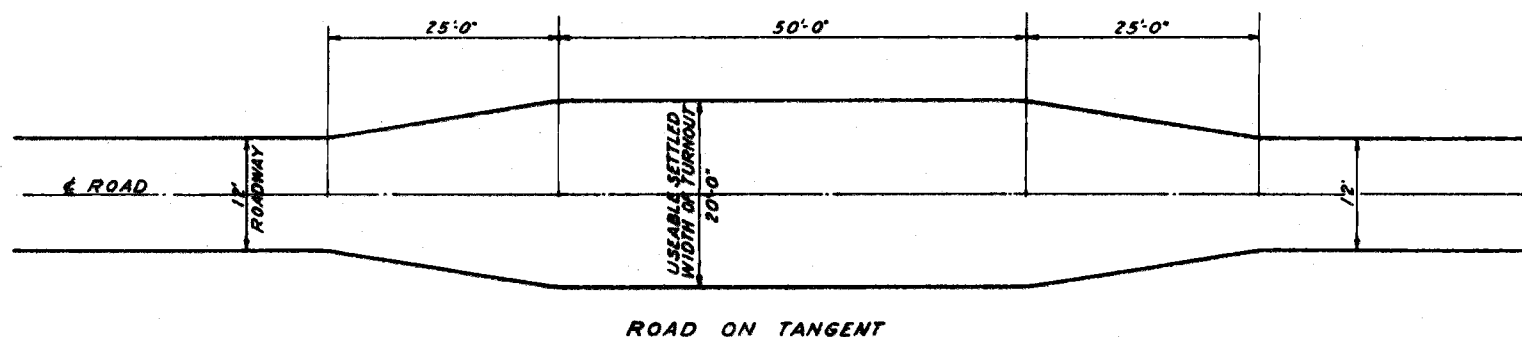 25'-0"
50'-0"
25'-0"
℄ ROAD
12'
ROADWAY
USEABLE SETTLED
WIDTH OF TURNOUT
20'-0"
12'
ROAD ON TANGENT